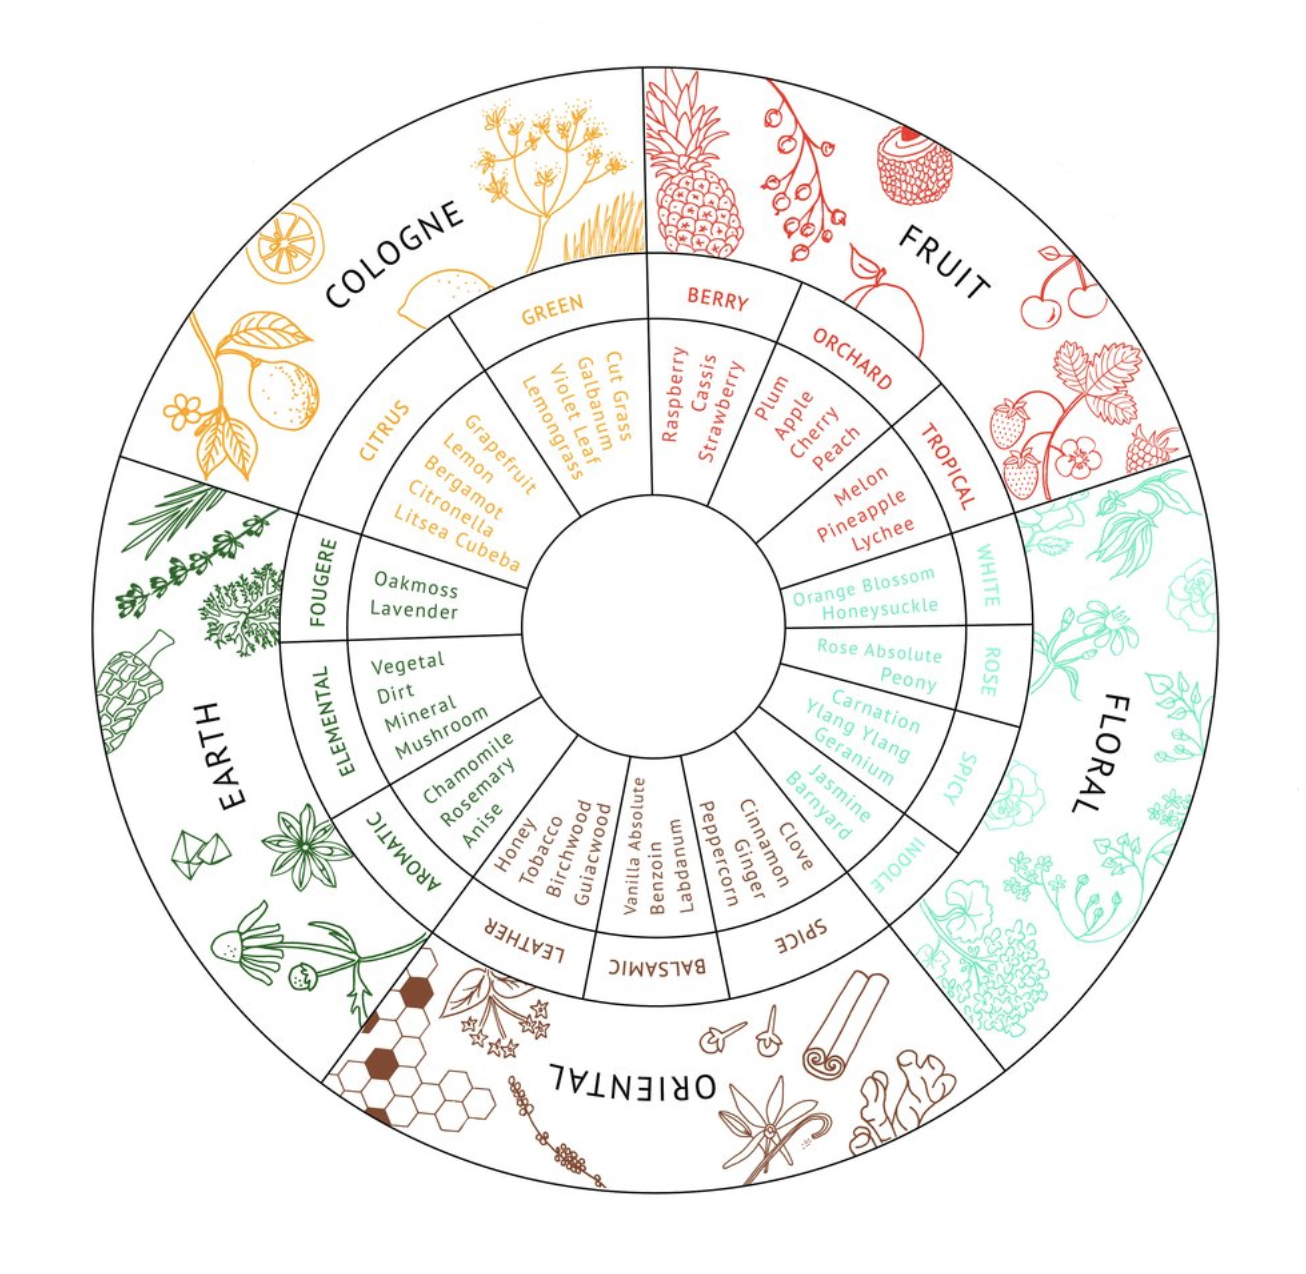 COLOGNE
GREEN
Cut Grass
Galbanum
Violet Leaf
Lemongrass
CITRUS
Grapefruit
Lemon
Bergamot
Citronella
Litsea Cubeba
FRUIT
BERRY
Raspberry
Cassis
Strawberry
ORCHARD
Plum
Apple
Cherry
Peach
TROPICAL
Melon
Pineapple
Lychee
FLORAL
WHITE
Orange Blossom
Honeysuckle
ROSE
Rose Absolute
Peony
SPICY
Carnation
Ylang Ylang
Geranium
INDOLE
Jasmine
Barnyard
ORIENTAL
SPICE
Clove
Cinnamon
Ginger
Peppercorn
BALSAMIC
Vanilla Absolute
Benzoin
Labpanum
LEATHER
Honey
Tobacco
Birchwood
Guiacwood
EARTH
AROMATIC
Chamomile
Rosemary
Anise
ELEMENTAL
Vegetal
Dirt
Mineral
Mushroom
FOUGERE
Oakmoss
Lavender